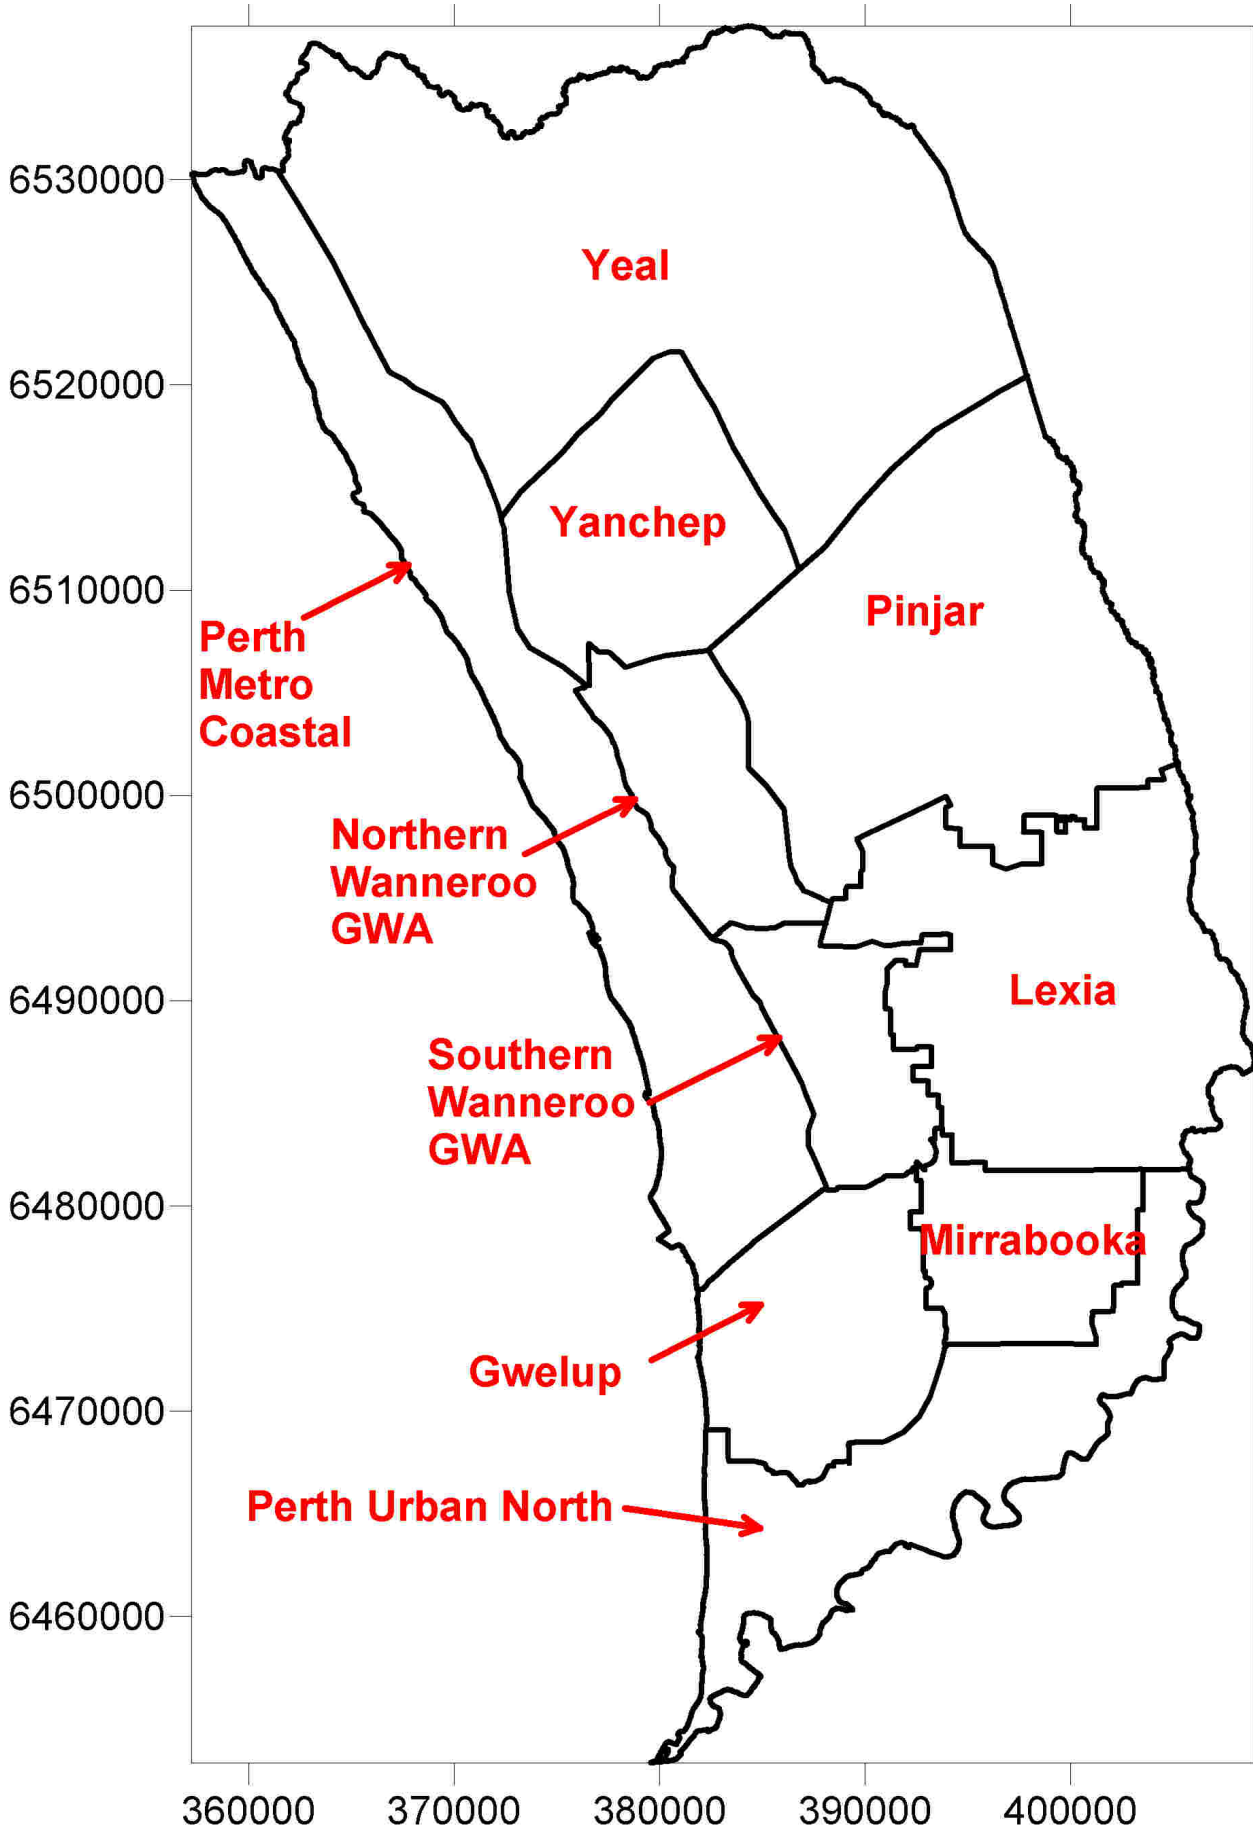 6530000
Yeal
6520000
Yanchep
6510000
Pinjar
Perth
Metro
Coastal
6500000
Northern
Wanneroo
GWA
6490000
Lexia
Southern
Wanneroo
GWA
6480000
Mirrabooka
Gwelup
6470000
Perth Urban North
6460000
360000
370000
380000
390000
400000